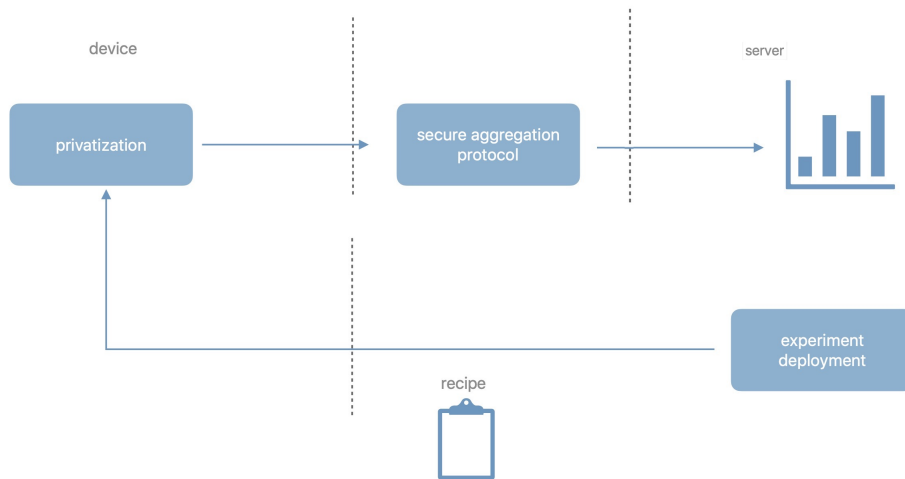 device
server
privatization
secure aggregation
protocol
experiment
deployment
recipe